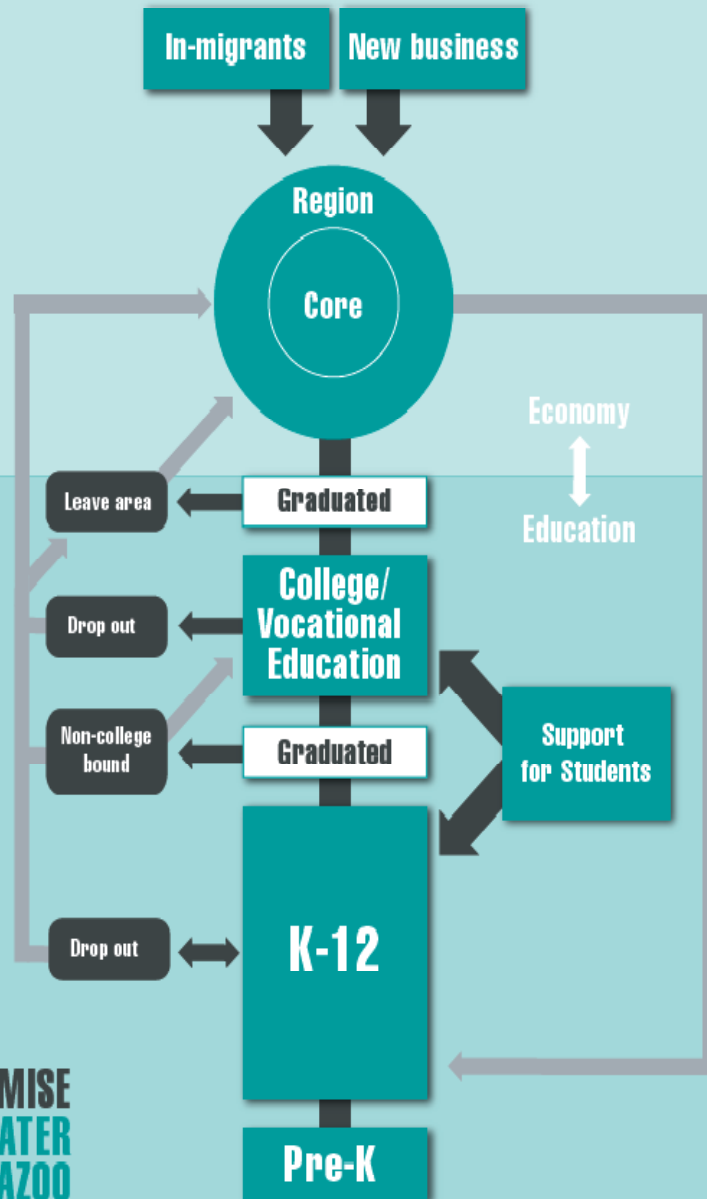 In-migrants
New business
Region
Core
Economy
Education
Leave area
Graduated
College/
Vocational
Education
Drop out
Non-college
bound
Graduated
Support
for Students
Drop out
K-12
MISE
ATER
AZOO
Pre-K